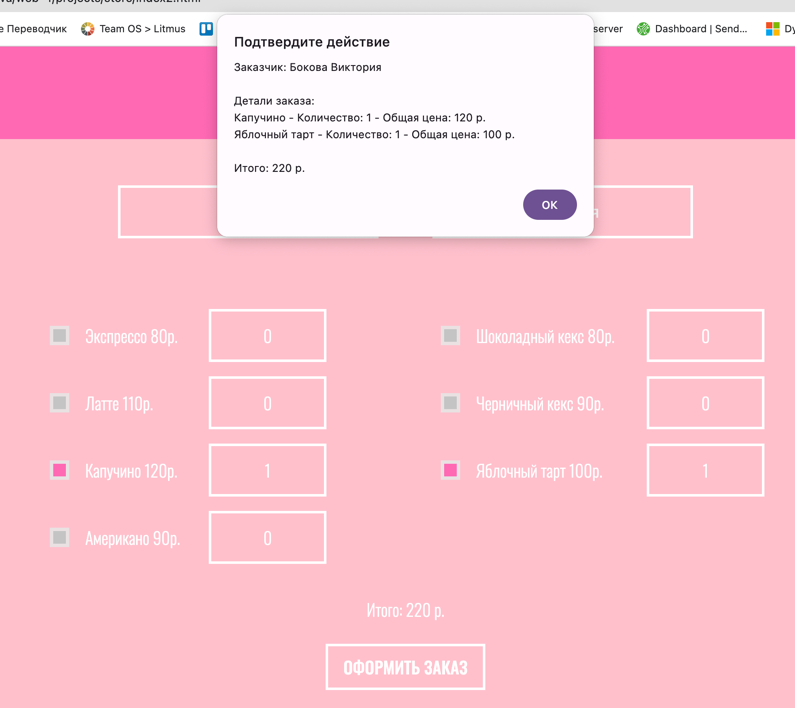 е Переводчик
Team OS > Litmus
server
Dashboard | Send...
Dy
Подтвердите действие
Заказчик: Бокова Виктория
Детали заказа:
Капучино - Количество: 1 - Общая цена: 120 р.
Яблочный тарт - Количество: 1 - Общая цена: 100 р.
Итого: 220 р.
ОК
я
Экспрессо 80р.
0
Шоколадный кекс 80р.
0
Латте 110р.
0
Черничный кекс 90р.
0
Капучино 120р.
1
Яблочный тарт 100р.
1
Американо 90р.
0
Итого: 220 р.
ОФОРМИТЬ ЗАКАЗ